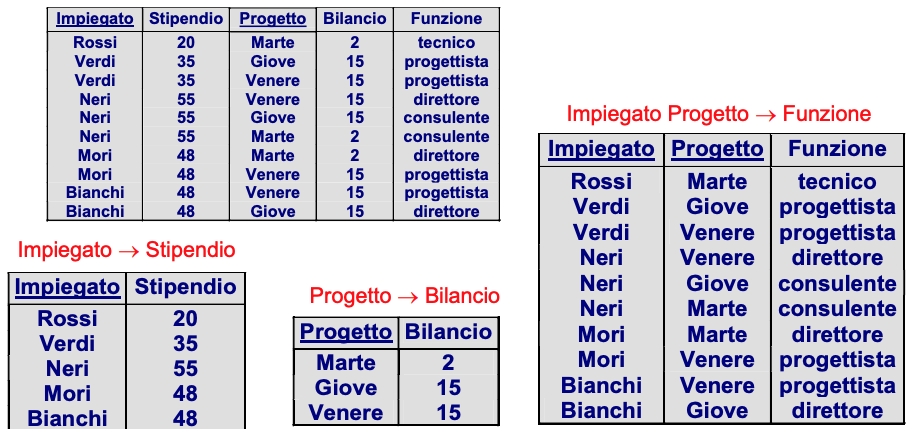 Impiegato Stipendio Progetto Bilancio Funzione
Rossi 20 Marte 2 tecnico
Verdi 35 Giove 15 progettista
Verdi 35 Venere 15 progettista
Neri 55 Venere 15 direttore
Neri 55 Giove 15 consulente
Neri 55 Marte 2 consulente
Mori 48 Marte 2 direttore
Mori 48 Venere 15 progettista
Bianchi 48 Venere 15 progettista
Bianchi 48 Giove 15 direttore
Impiegato → Stipendio
Impiegato Stipendio
Rossi 20
Verdi 35
Neri 55
Mori 48
Bianchi 48
Progetto → Bilancio
Progetto Bilancio
Marte 2
Giove 15
Venere 15
Impiegato Progetto → Funzione
Impiegato Progetto Funzione
Rossi Marte tecnico
Verdi Giove progettista
Verdi Venere progettista
Neri Venere direttore
Neri Giove consulente
Neri Marte consulente
Mori Marte direttore
Mori Venere progettista
Bianchi Venere progettista
Bianchi Giove direttore